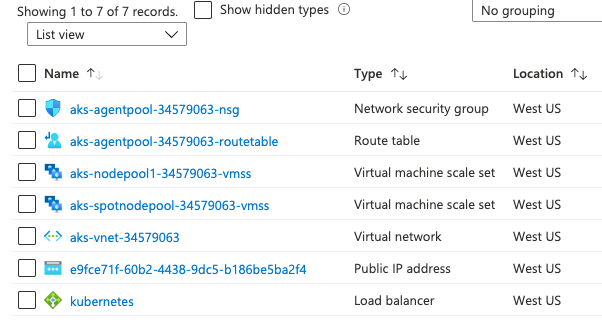 Showing 1 to 7 of 7 records. Show hidden types No grouping
List view
Name Type Location
aks-agentpool-34579063-nsg Network security group West US
aks-agentpool-34579063-routetable Route table West US
aks-nodepool1-34579063-vmss Virtual machine scale set West US
aks-spotnodepool-34579063-vmss Virtual machine scale set West US
aks-vnet-34579063 Virtual network West US
e9fce71f-60b2-4438-9dc5-b186be5ba2f4 Public IP address West US
kubernetes Load balancer West US